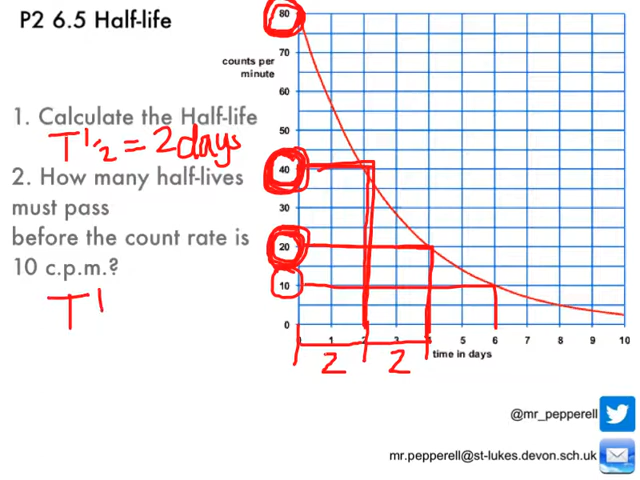 P2 6.5 Half-life
1. Calculate the Half-life
T½ = 2 days
2. How many half-lives
must pass
before the count rate is
10 c.p.m.?
T1
counts per
minute
80
70
60
50
40
30
20
10
0
0 1 2 3 4 5 6 7 8 9 10
time in days
2 2
@mr_pepperell
mr.pepperell@st-lukes.devon.sch.uk